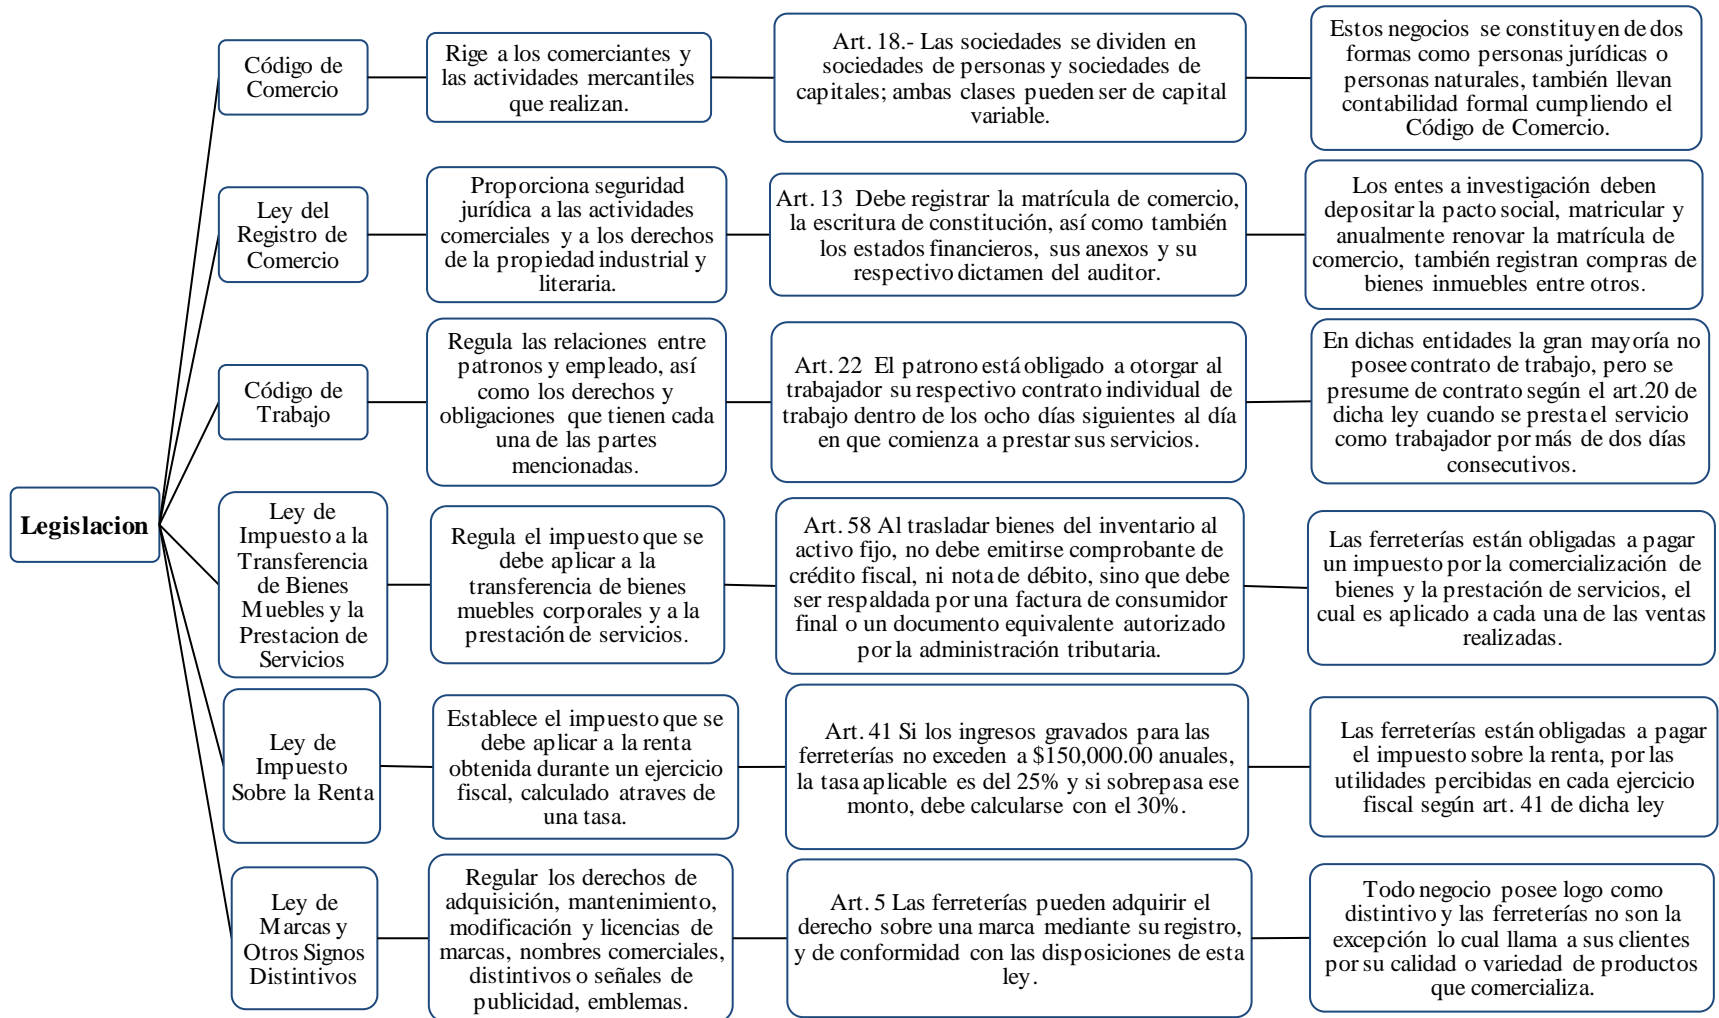 Legislacion
Código de
Comercio
Rige a los comerciantes y
las actividades mercantiles
que realizan.
Art. 18.- Las sociedades se dividen en
sociedades de personas y sociedades de
capitales; ambas clases pueden ser de capital
variable.
Estos negocios se constituyen de dos
formas como personas jurídicas o
personas naturales, también llevan
contabilidad formal cumpliendo el
Código de Comercio.
Ley del
Registro de
Comercio
Proporciona seguridad
jurídica a las actividades
comerciales y a los derechos
de la propiedad industrial y
literaria.
Art. 13 Debe registrar la matrícula de comercio,
la escritura de constitución, así como también
los estados financieros, sus anexos y su
respectivo dictamen del auditor.
Los entes a investigación deben
depositar la pacto social, matricular y
anualmente renovar la matrícula de
comercio, también registran compras de
bienes inmuebles entre otros.
Código de
Trabajo
Regula las relaciones entre
patronos y empleado, así
como los derechos y
obligaciones que tienen cada
una de las partes
mencionadas.
Art. 22 El patrono está obligado a otorgar al
trabajador su respectivo contrato individual de
trabajo dentro de los ocho días siguientes al día
en que comienza a prestar sus servicios.
En dichas entidades la gran mayoría no
posee contrato de trabajo, pero se
presume de contrato según el art.20 de
dicha ley cuando se presta el servicio
como trabajador por más de dos días
consecutivos.
Ley de
Impuesto a la
Transferencia
de Bienes
Muebles y la
Prestacion de
Servicios
Regula el impuesto que se
debe aplicar a la
transferencia de bienes
muebles corporales y a la
prestación de servicios.
Art. 58 Al trasladar bienes del inventario al
activo fijo, no debe emitirse comprobante de
crédito fiscal, ni nota de débito, sino que debe
ser respaldada por una factura de consumidor
final o un documento equivalente autorizado
por la administración tributaria.
Las ferreterías están obligadas a pagar
un impuesto por la comercialización de
bienes y la prestación de servicios, el
cual es aplicado a cada una de las ventas
realizadas.
Ley de
Impuesto
Sobre la Renta
Establece el impuesto que se
debe aplicar a la renta
obtenida durante un ejercicio
fiscal, calculado atraves de
una tasa.
Art. 41 Si los ingresos gravados para las
ferreterías no exceden a $150,000.00 anuales,
la tasa aplicable es del 25% y si sobrepasa ese
monto, debe calcularse con el 30%.
Las ferreterías están obligadas a pagar
el impuesto sobre la renta, por las
utilidades percibidas en cada ejercicio
fiscal según art. 41 de dicha ley
Ley de
Marcas y
Otros Signos
Distintivos
Regular los derechos de
adquisición, mantenimiento,
modificación y licencias de
marcas, nombres comerciales,
distintivos o señales de
publicidad, emblemas.
Art. 5 Las ferreterías pueden adquirir el
derecho sobre una marca mediante su registro,
y de conformidad con las disposiciones de esta
ley.
Todo negocio posee logo como
distintivo y las ferreterías no son la
excepción lo cual llama a sus clientes
por su calidad o variedad de productos
que comercializa.